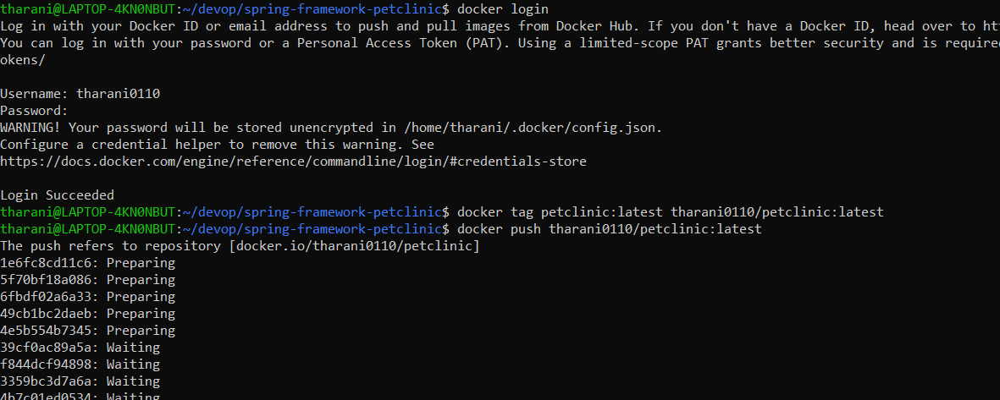 tharani@LAPTOP-4KN0NBUT:~/devop/spring-framework-petclinic$ docker login
Log in with your Docker ID or email address to push and pull images from Docker Hub. If you don't have a Docker ID, head over to
You can log in with your password or a Personal Access Token (PAT). Using a limited-scope PAT grants better security and is
okens/
Username: tharani0110
Password:
WARNING! Your password will be stored unencrypted in /home/tharani/.docker/config.json.
Configure a credential helper to remove this warning. See
https://docs.docker.com/engine/reference/commandline/login/#credentials-store
Login Succeeded
tharani@LAPTOP-4KN0NBUT:~/devop/spring-framework-petclinic$ docker tag petclinic:latest tharani0110/petclinic:latest
tharani@LAPTOP-4KN0NBUT:~/devop/spring-framework-petclinic$ docker push tharani0110/petclinic:latest
The push refers to repository [docker.io/tharani0110/petclinic]
1e6fc8cd11c6: Preparing
5f70bf18a086: Preparing
6fbdf02a6a33: Preparing
49cb1bc2daeb: Preparing
4e5b554b7345: Preparing
39cf0ac89a5a: Waiting
f844dcf94898: Waiting
3359bc3d7a6a: Waiting
4b7c01ed0534: Waiting